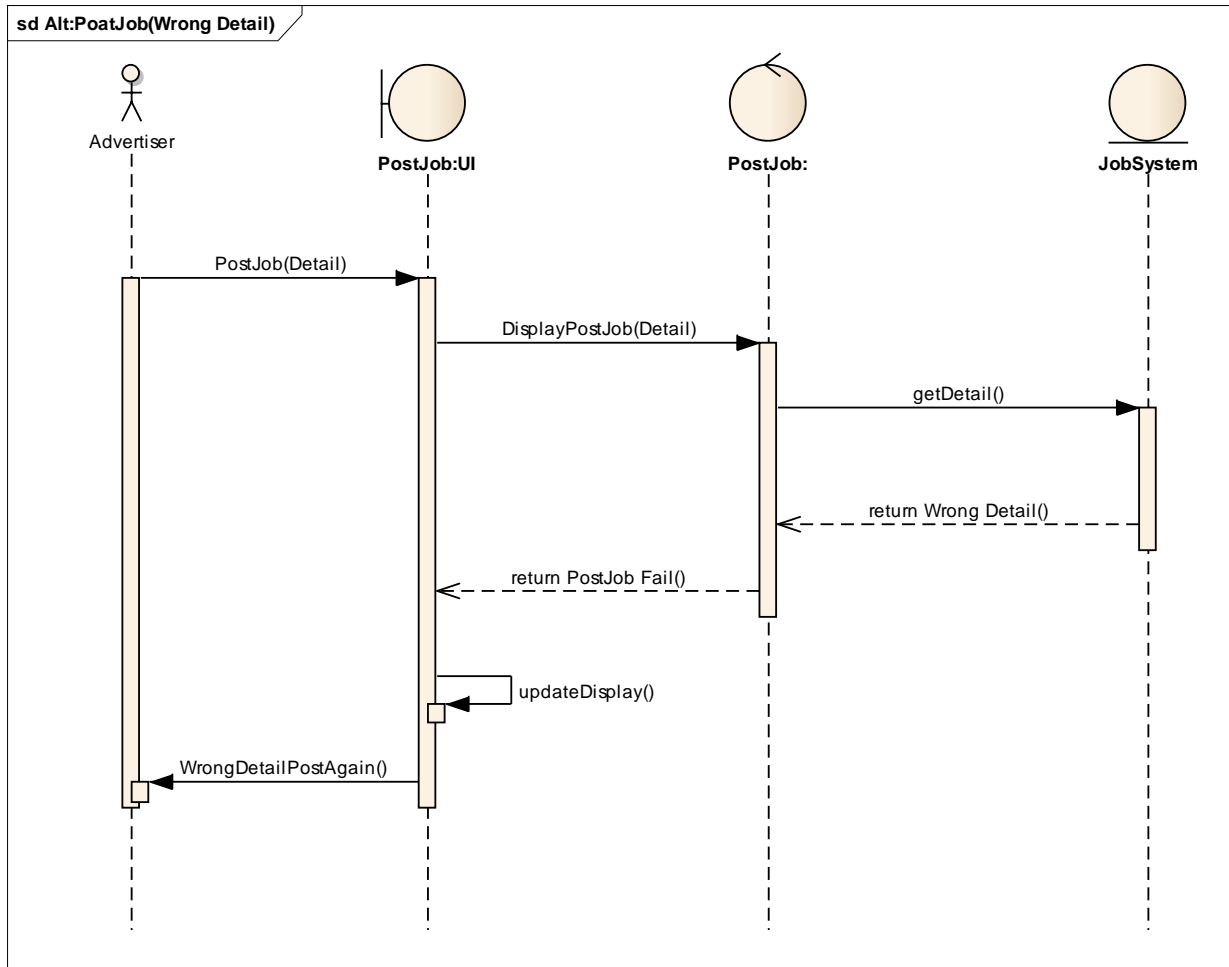 sd Alt:PoatJob(Wrong Detail)
Advertiser
PostJob:UI
PostJob:
JobSystem
PostJob(Detail)
DisplayPostJob(Detail)
getDetail()
return Wrong Detail()
return PostJob Fail()
updateDisplay()
WrongDetailPostAgain()